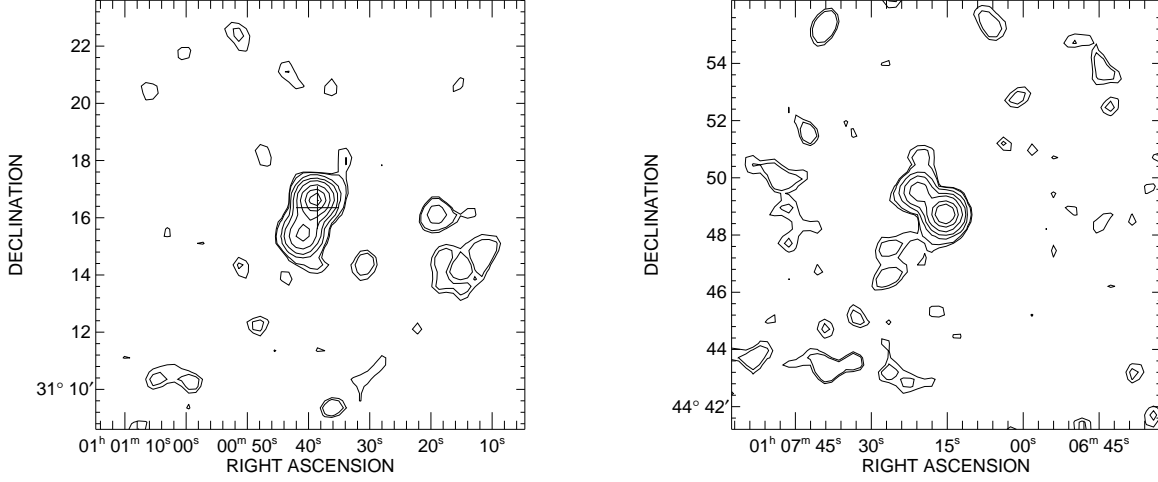 22
20
18
16
14
12
31° 10′
DECLINATION
01ʰ 01ᵐ 10ˢ 00ˢ 00ᵐ 50ˢ 40ˢ 30ˢ 20ˢ 10ˢ
RIGHT ASCENSION
54
52
50
48
46
44
44° 42′
DECLINATION
01ʰ 07ᵐ 45ˢ 30ˢ 15ˢ 00ˢ 06ᵐ 45ˢ
RIGHT ASCENSION